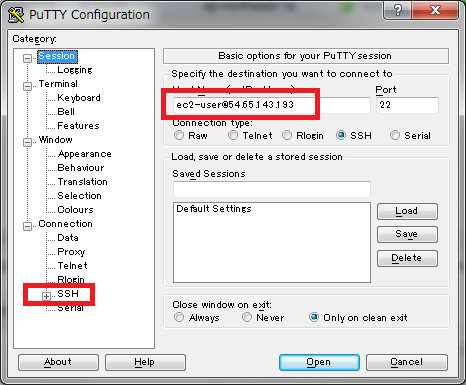 PuTTY Configuration
Category:
Session
Logging
Terminal
Keyboard
Bell
Features
Window
Appearance
Behaviour
Translation
Selection
Colours
Connection
Data
Proxy
Telnet
Rlogin
SSH
Serial
Basic options for your PuTTY session
Specify the destination you want to connect to
Port
ec2-user@54.65.143.193
22
Connection type:
Raw Telnet Rlogin SSH Serial
Load, save or delete a stored session
Saved Sessions
Default Settings
Load
Save
Delete
Close window on exit:
Always Never Only on clean exit
About Help Open Cancel